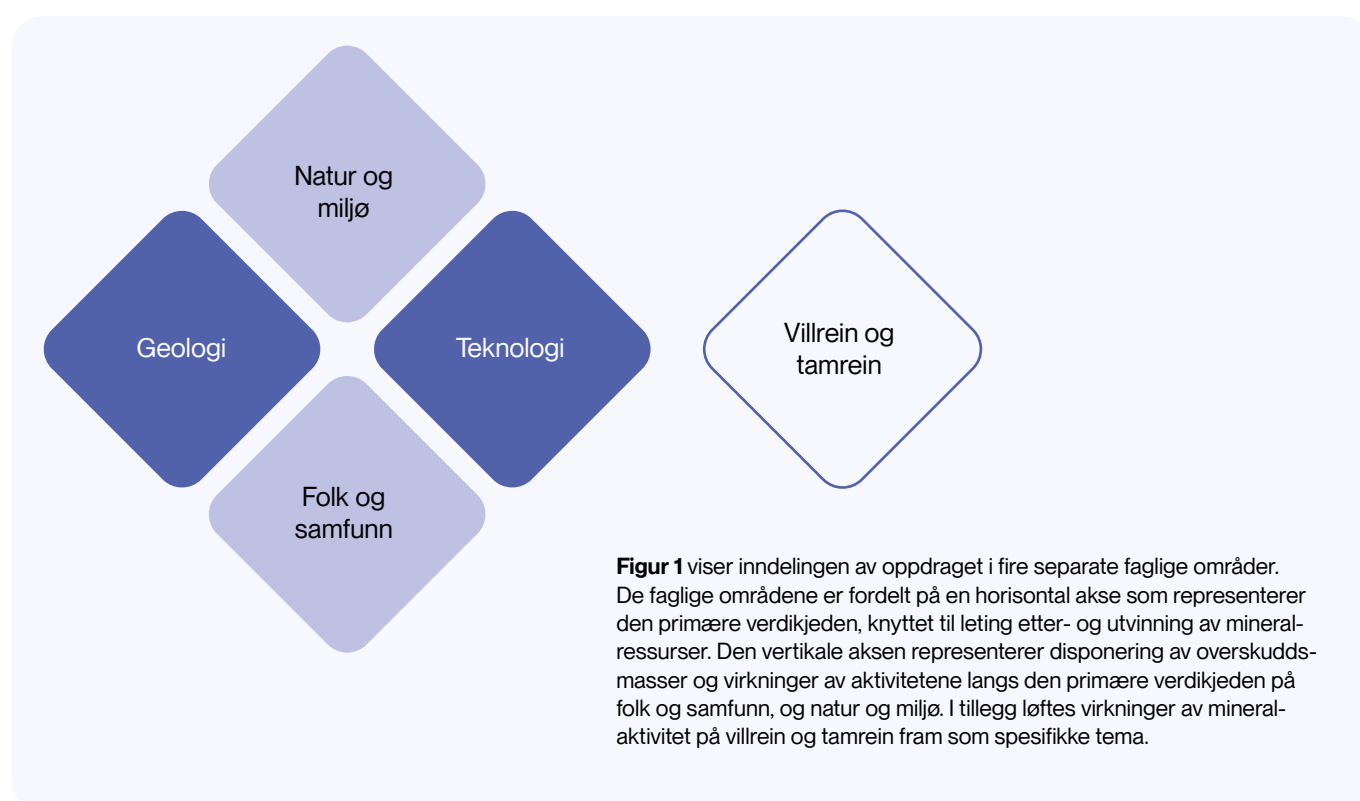 Natur og
miljø
Geologi
Teknologi
Villrein og
tamrein
Folk og
samfunn
Figur 1 viser inndelingen av oppdraget i fire separate faglige områder.
De faglige områdene er fordelt på en horisontal akse som representerer
den primære verdikjeden, knyttet til leting etter- og utvinning av mineral-
ressurser. Den vertikale aksen representerer disponering av overskudds-
masser og virkninger av aktivitetene langs den primære verdikjeden på
folk og samfunn, og natur og miljø. I tillegg løftes virkninger av mineral-
aktivitet på villrein og tamrein fram som spesifikke tema.